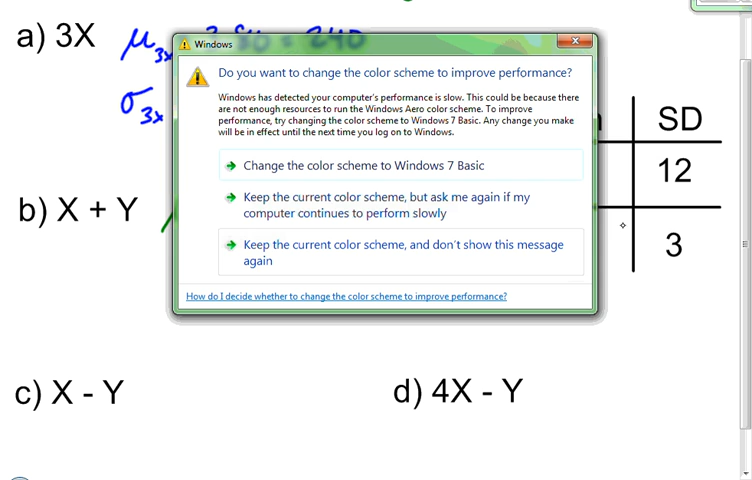 a) 3X μ3x 3·80 = 240
Windows
Do you want to change the color scheme to improve performance?
Windows has detected your computer's performance is slow. This could be because there
are not enough resources to run the Windows Aero color scheme. To improve
performance, try changing the color scheme to Windows 7 Basic. Any change you make
will be in effect until the next time you log on to Windows.
σ3x
SD
Change the color scheme to Windows 7 Basic
12
Keep the current color scheme, but ask me again if my
computer continues to perform slowly
b) X + Y
Keep the current color scheme, and don't show this message
again
3
How do I decide whether to change the color scheme to improve performance?
c) X - Y
d) 4X - Y